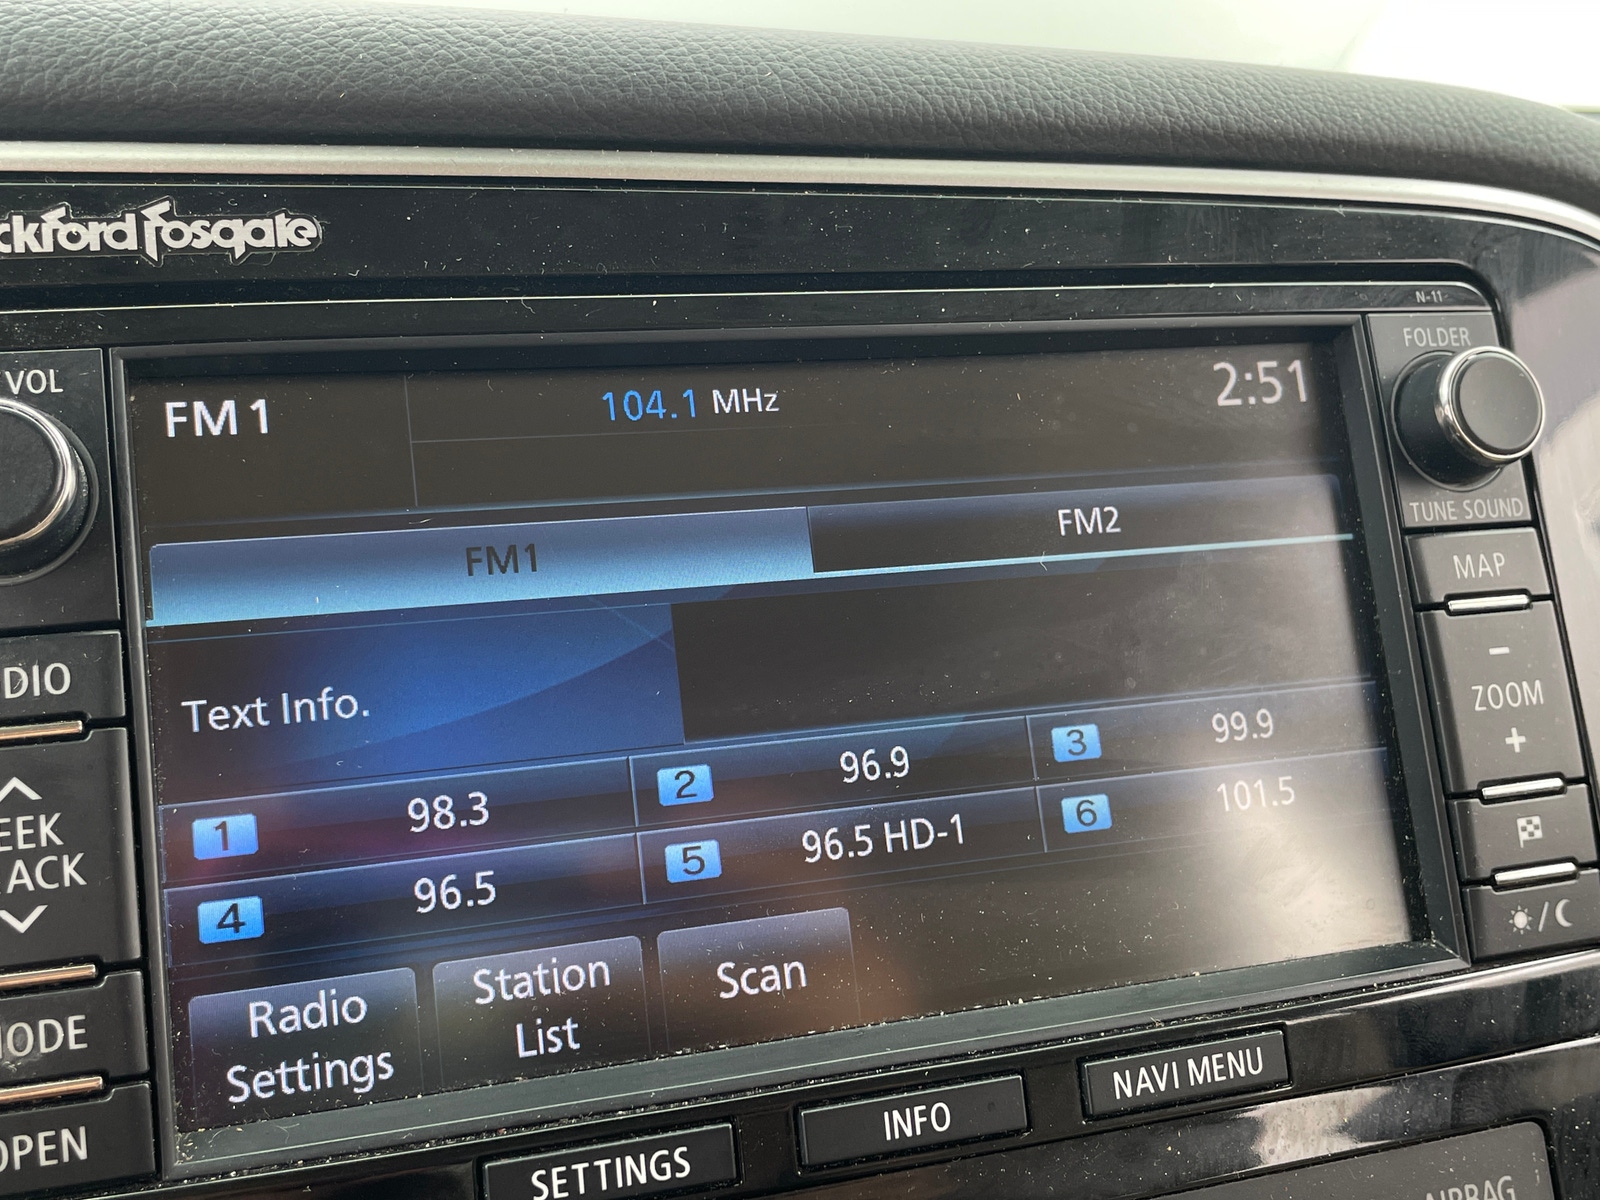 ckford fosgate
N-11
VOL
FOLDER
FM 1
104.1 MHz
2:51
TUNE SOUND
FM1
FM2
MAP
DIO
Text Info.
-
ZOOM
+
1 98.3
2 96.9
3 99.9
4 96.5
5 96.5 HD-1
6 101.5
EEK
ACK
Radio
Settings
Station
List
Scan
/
ODE
OPEN
SETTINGS
INFO
NAVI MENU
RBAG